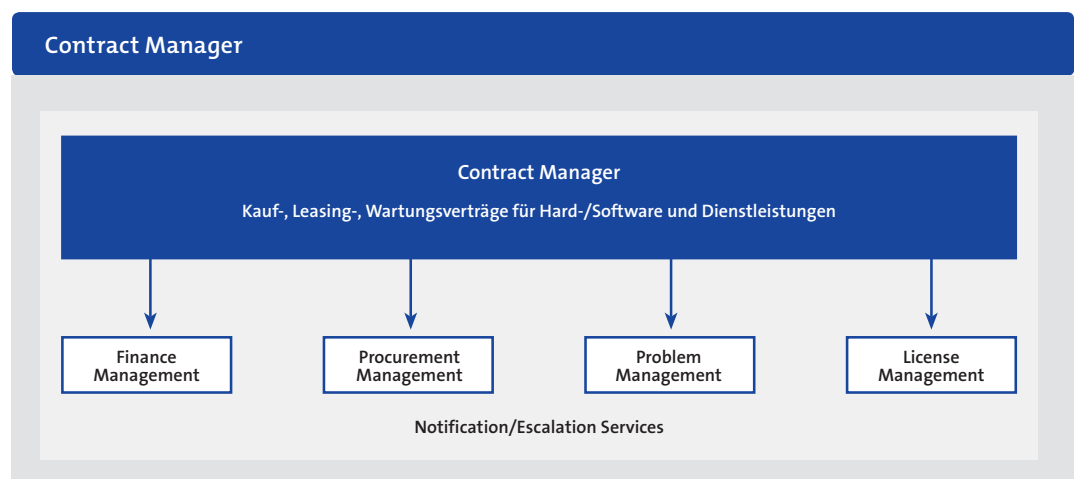 Contract Manager
Contract Manager
Kauf-, Leasing-, Wartungsverträge für Hard-/Software und Dienstleistungen
Finance
Management
Procurement
Management
Problem
Management
License
Management
Notification/Escalation Services